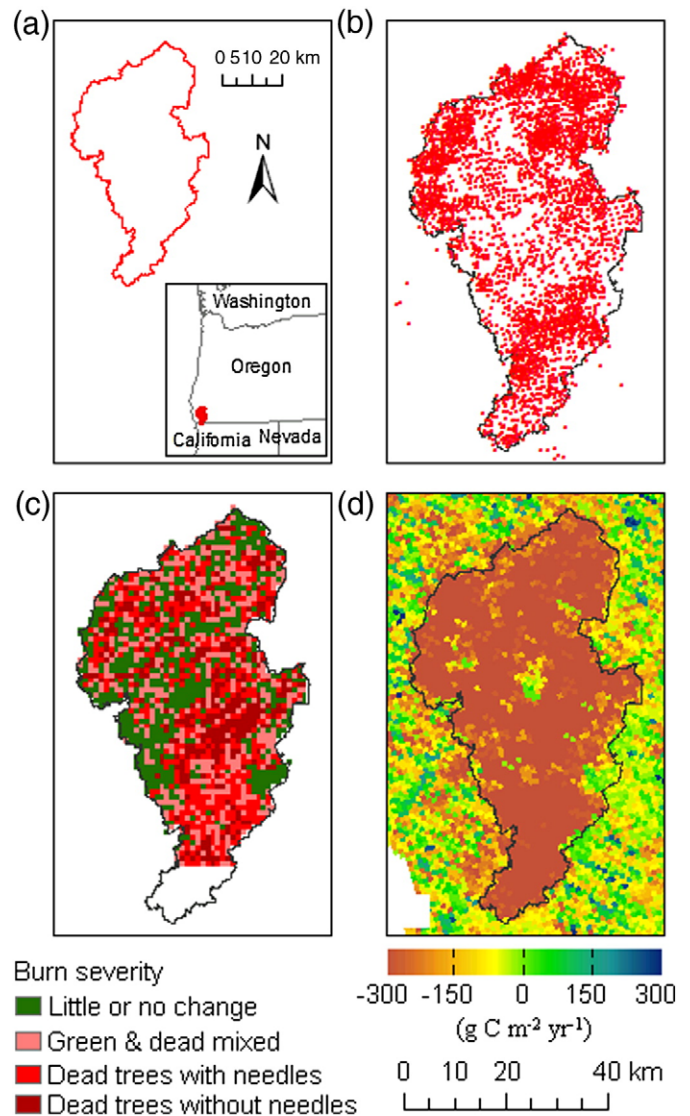 (a)
0 5 10 20 km
N
Washington
Oregon
California Nevada
(b)
(c)
(d)
Burn severity
Little or no change
Green & dead mixed
Dead trees with needles
Dead trees without needles
-300 -150 0 150 300
(g C m⁻² yr⁻¹)
0 10 20 40 km